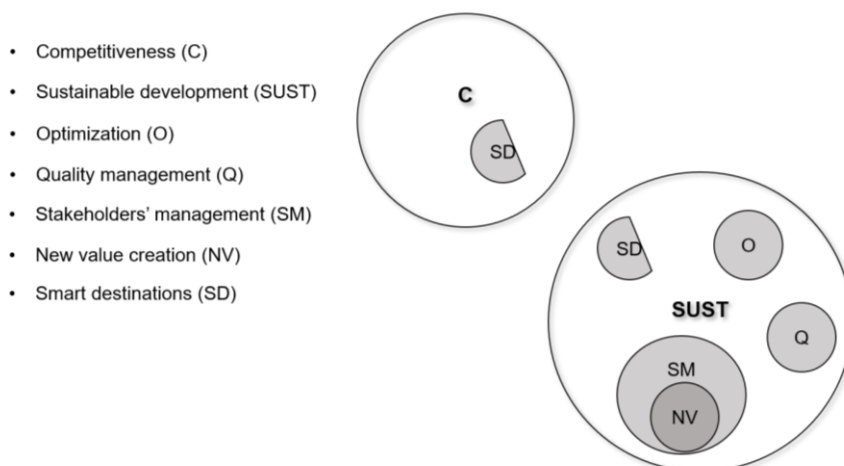 • Competitiveness (C)
• Sustainable development (SUST)
• Optimization (O)
• Quality management (Q)
• Stakeholders’ management (SM)
• New value creation (NV)
• Smart destinations (SD)
C
SD
SD
O
SUST
Q
SM
NV